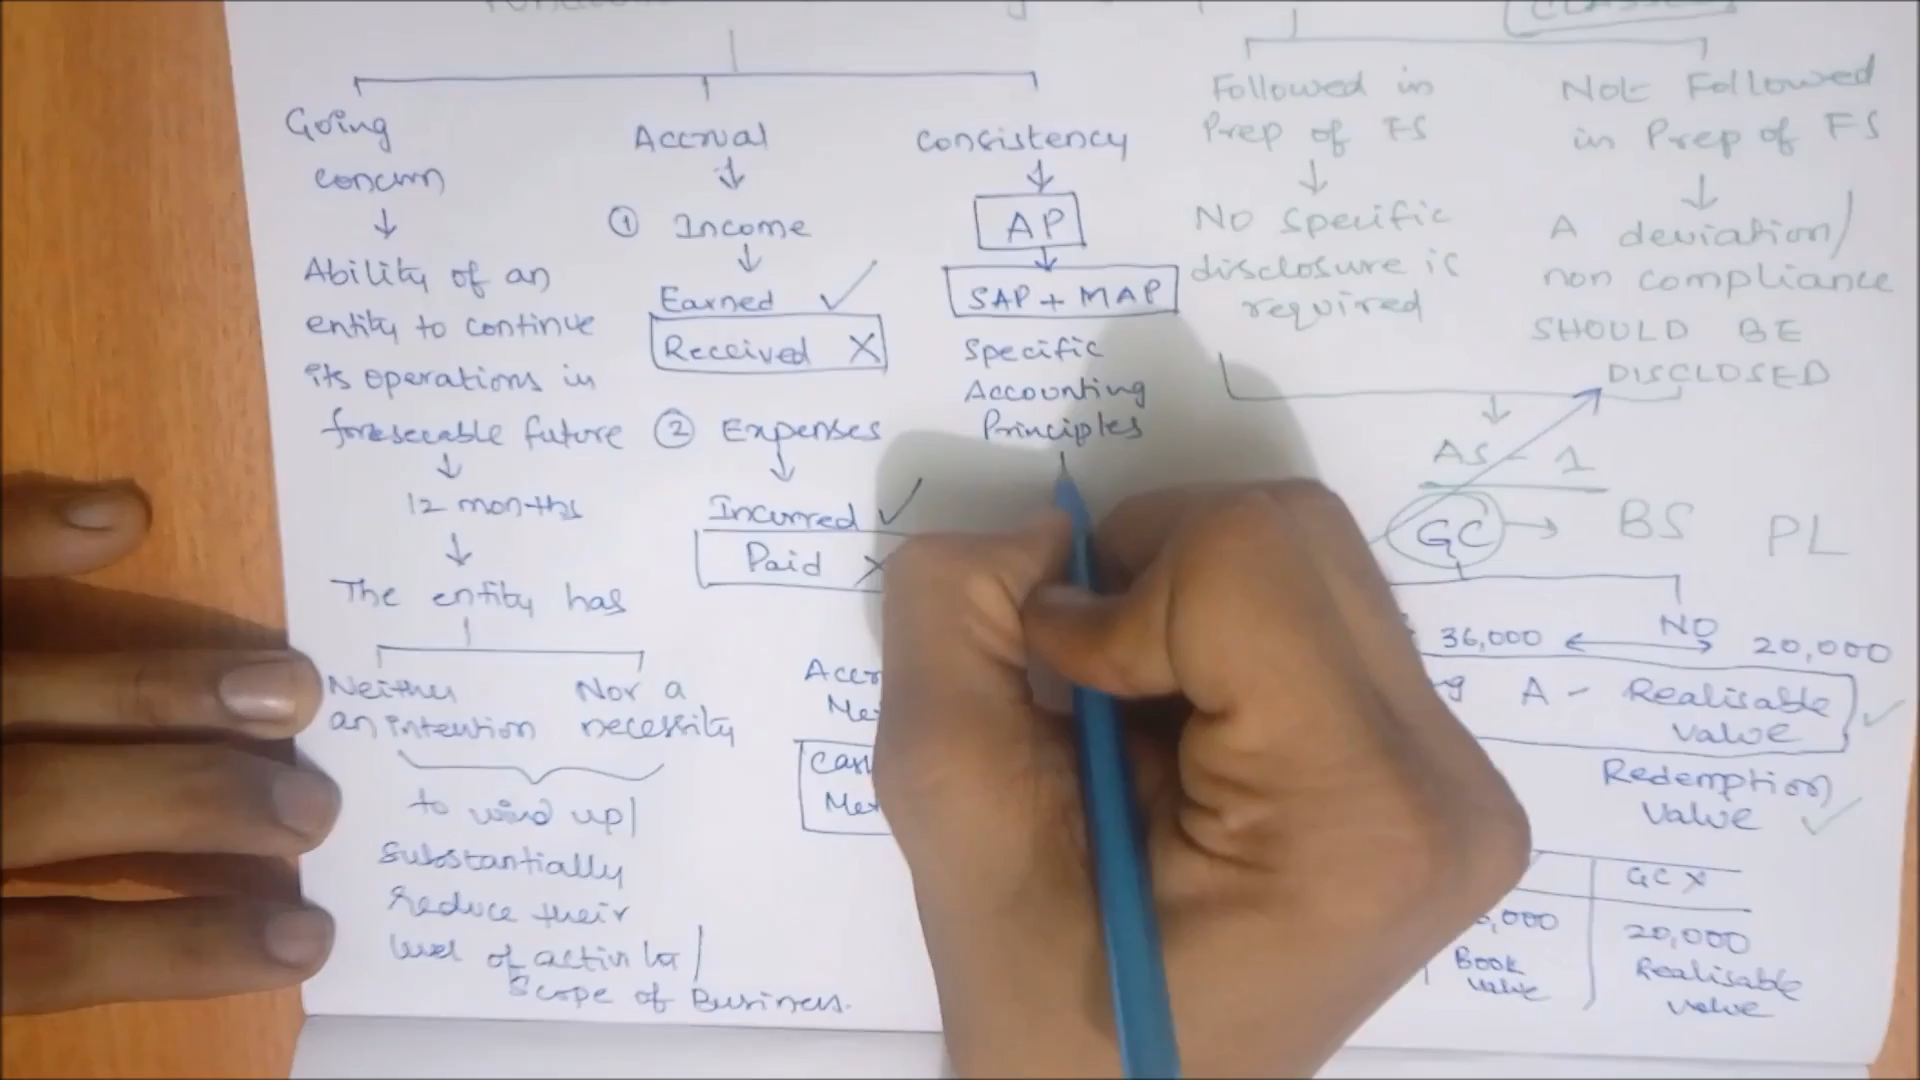 Going
concern
Ability of an
entity to continue
its operations in
foreseeable future
12 months
The entity has
Neither
an intention
Nor a
necessity
to wind up/
substantially
reduce their
level of
Scope of Business.
Accrual
① Income
Earned ✓
Received X
② Expenses
Incurred ✓
Paid X
Consistency
AP
SAP + MAP
Specific
Accounting
Principles
Followed in
Prep of FS
No specific
disclosure is
required
Not Followed
in Prep of FS
A deviation/
non compliance
SHOULD BE
DISCLOSED
AS - 1
GC → BS PL
NO
36,000 20,000
A - Realisable
value
Redemption
value
GC X
Book
value
20,000
Realisable
value